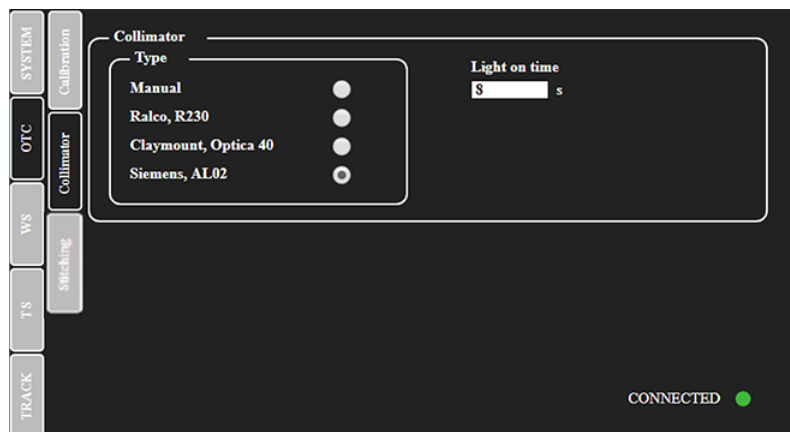 SYSTEM
OTC
WS
TS
TRACK
Calibration
Collimator
Stitching
Collimator
Type
Manual
Ralco, R230
Claymount, Optica 40
Siemens, AL02
Light on time
8 s
CONNECTED